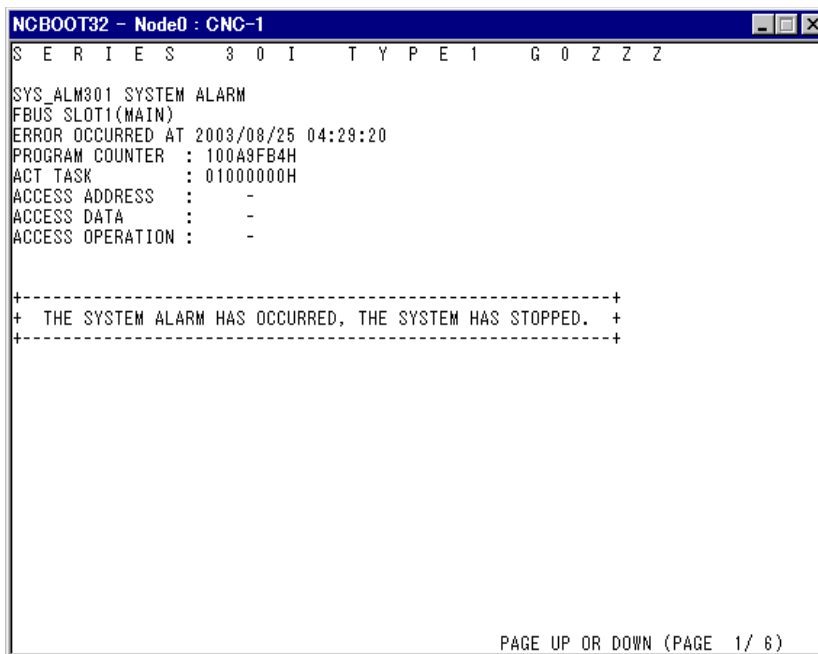 NCBOOT32 - Node0 : CNC-1
S E R I E S 3 0 I T Y P E 1 G 0 Z Z Z
SYS_ALM301 SYSTEM ALARM
FBUS SLOT1(MAIN)
ERROR OCCURRED AT 2003/08/25 04:29:20
PROGRAM COUNTER : 100A9FB4H
ACT TASK : 01000000H
ACCESS ADDRESS : -
ACCESS DATA : -
ACCESS OPERATION : -
+----------------------------------------------------------+
+ THE SYSTEM ALARM HAS OCCURRED, THE SYSTEM HAS STOPPED. +
+----------------------------------------------------------+
PAGE UP OR DOWN (PAGE 1/ 6)